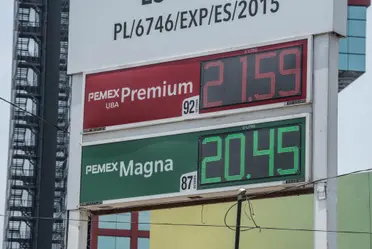 PL/6746/EXP/ES/2015
PEMEX Premium 92 21.59
UBA
PEMEX Magna 87 20.45